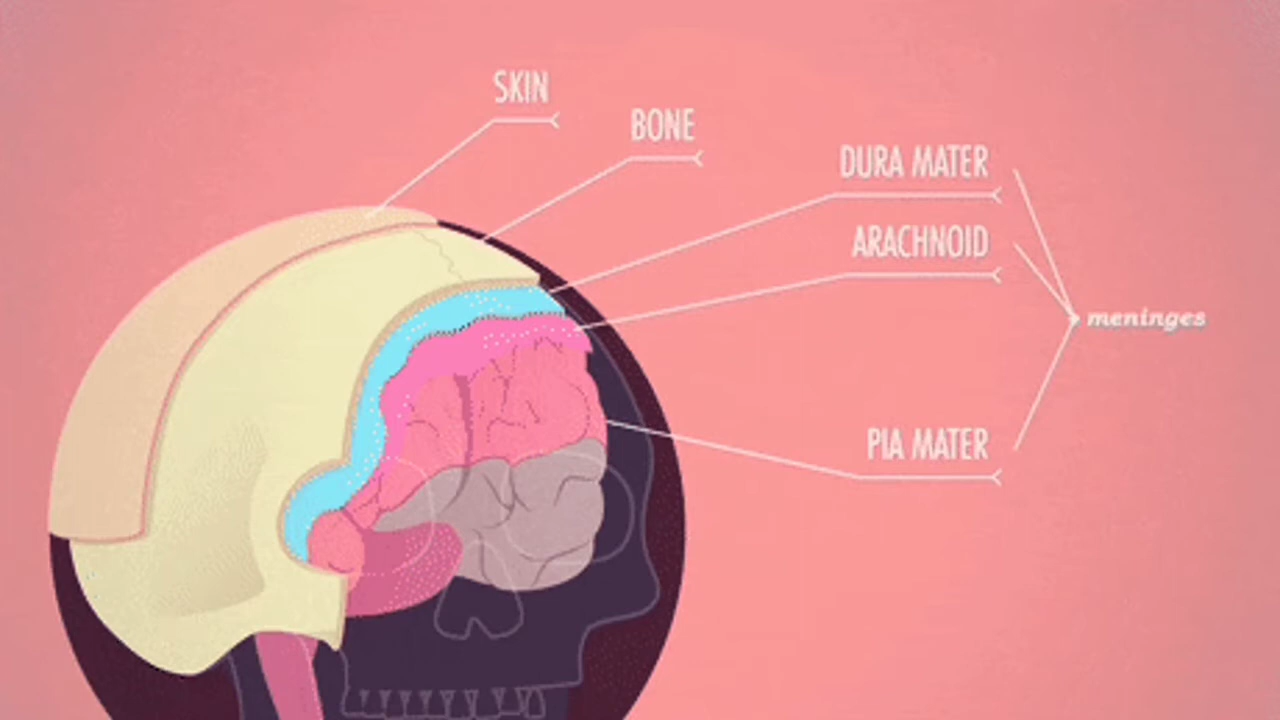 SKIN
BONE
DURA MATER
ARACHNOID
meninges
PIA MATER